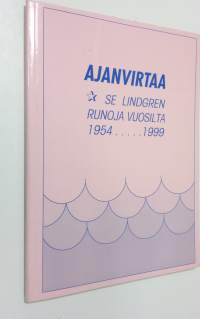 AJANVIRTAA
SE LINDGREN
RUNOJA VUOSILTA
1954.....1999